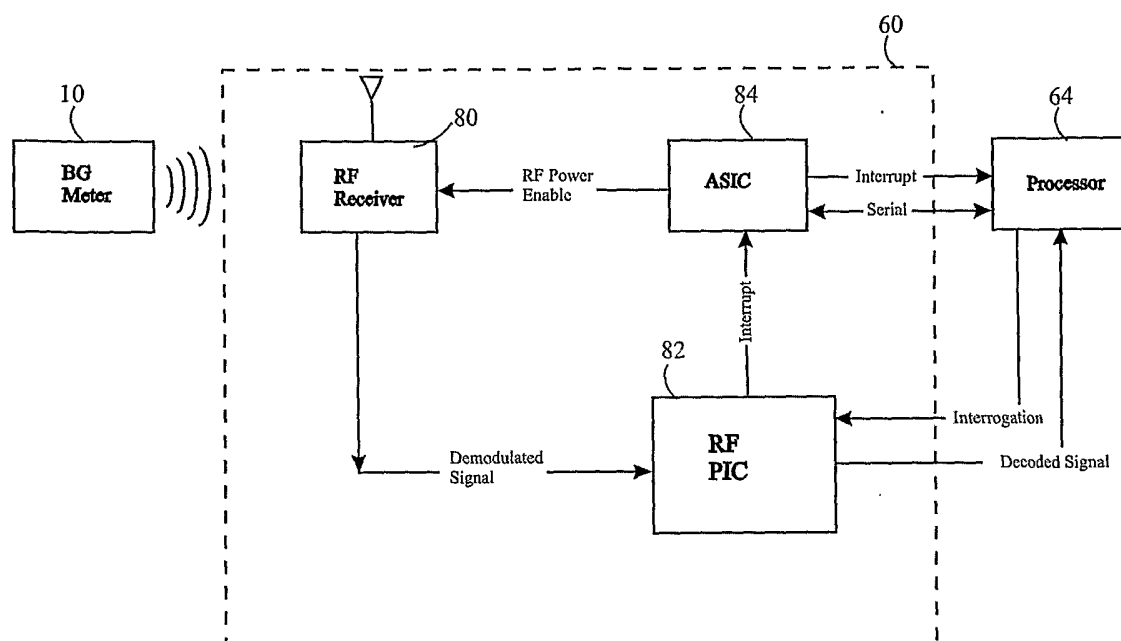 60
10
80
84
64
BG
Meter
RF
Receiver
RF Power
Enable
ASIC
Interrupt
Serial
Processor
Interrupt
82
RF
PIC
Interrogation
Demodulated
Signal
Decoded Signal